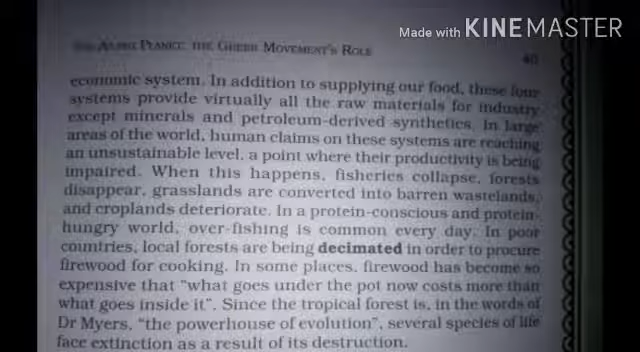 Made with KINEMASTER
THE AILING PLANET: THE GREEN MOVEMENT'S ROLE
economic system. In addition to supplying our food, these four
systems provide virtually all the raw materials for industry
except minerals and petroleum-derived synthetics. In large
areas of the world, human claims on these systems are reaching
an unsustainable level, a point where their productivity is being
impaired. When this happens, fisheries collapse, forests
disappear, grasslands are converted into barren wastelands,
and croplands deteriorate. In a protein-conscious and protein-
hungry world, over-fishing is common every day. In poor
countries, local forests are being decimated in order to procure
firewood for cooking. In some places, firewood has become so
expensive that "what goes under the pot now costs more than
what goes inside it". Since the tropical forest is, in the words of
Dr Myers, "the powerhouse of evolution", several species of life
face extinction as a result of its destruction.